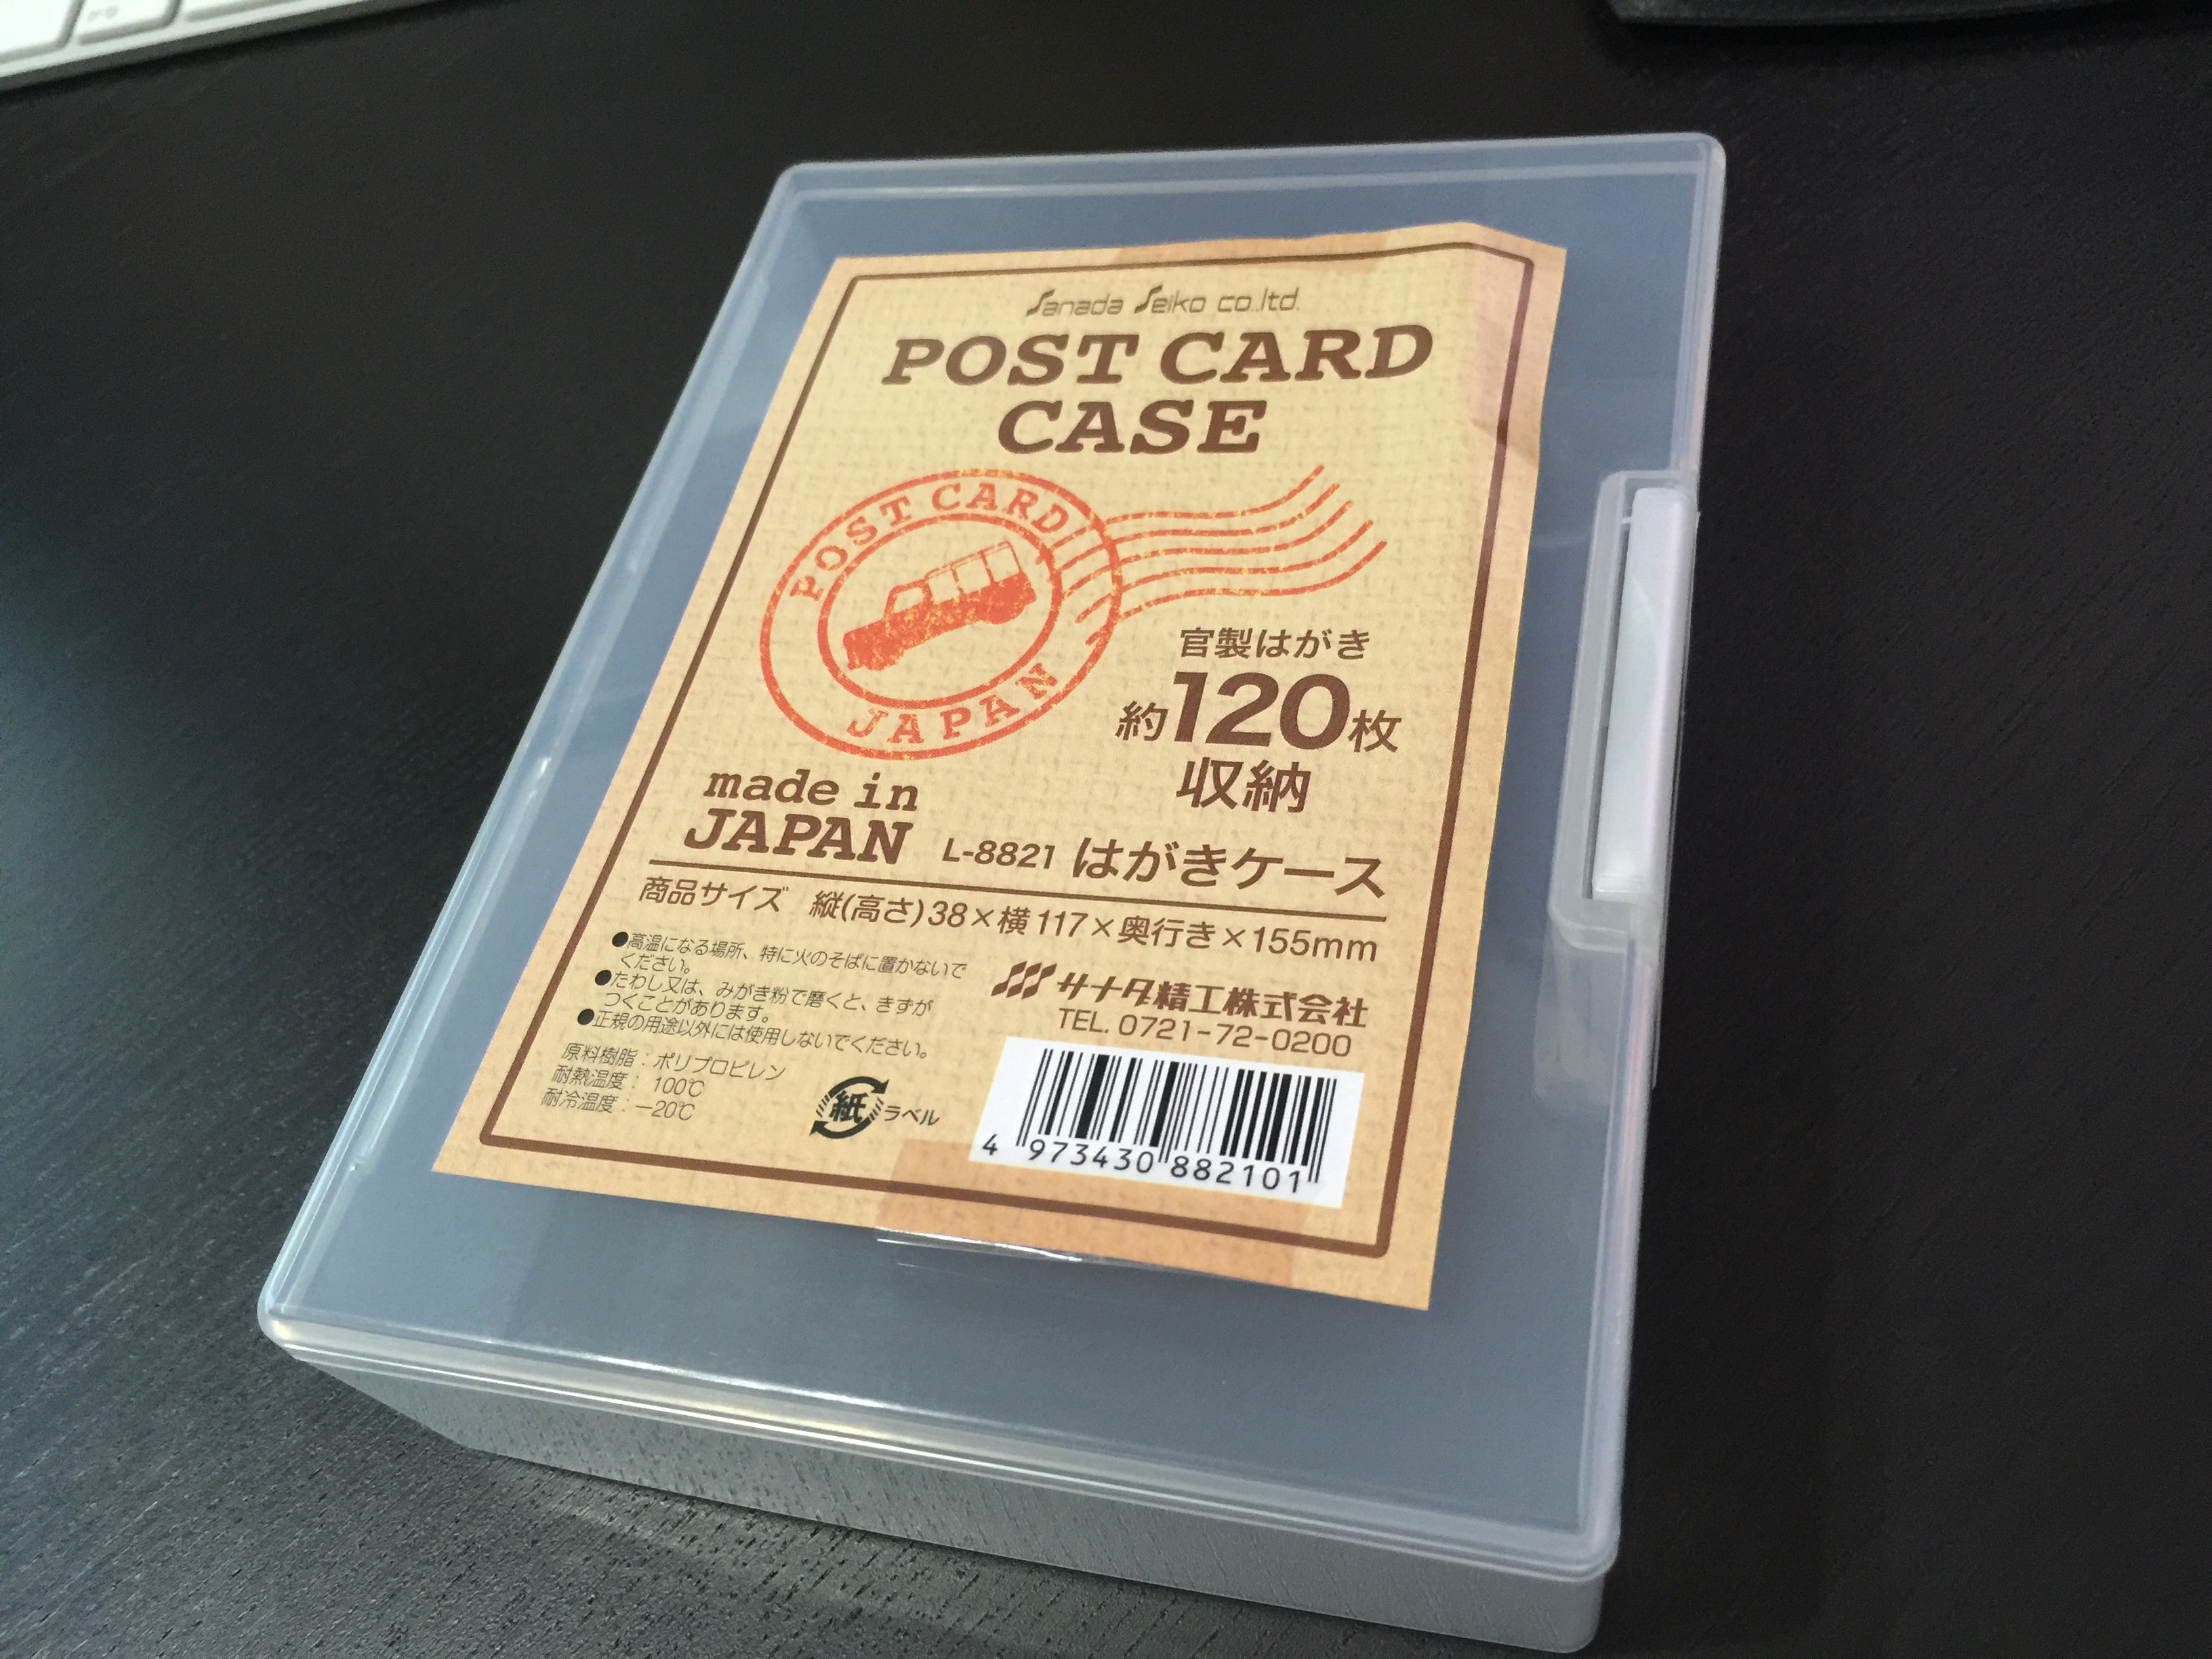 Sanada Seiko co.,ltd.
POST CARD
CASE
POST CARD
JAPAN
官製はがき
約120枚
収納
made in
JAPAN
L-8821 はがきケース
商品サイズ 縦(高さ)38×横117×奥行き×155mm
●高温になる場所、特に火のそばに置かないで
ください。
●たわし又は、みがき粉で磨くと、きずが
つくことがあります。
●正規の用途以外には使用しないでください。
原料樹脂：ポリプロピレン
耐熱温度：100℃
耐冷温度：−20℃
紙ラベル
サナダ精工株式会社
TEL. 0721-72-0200
4 973430 882101